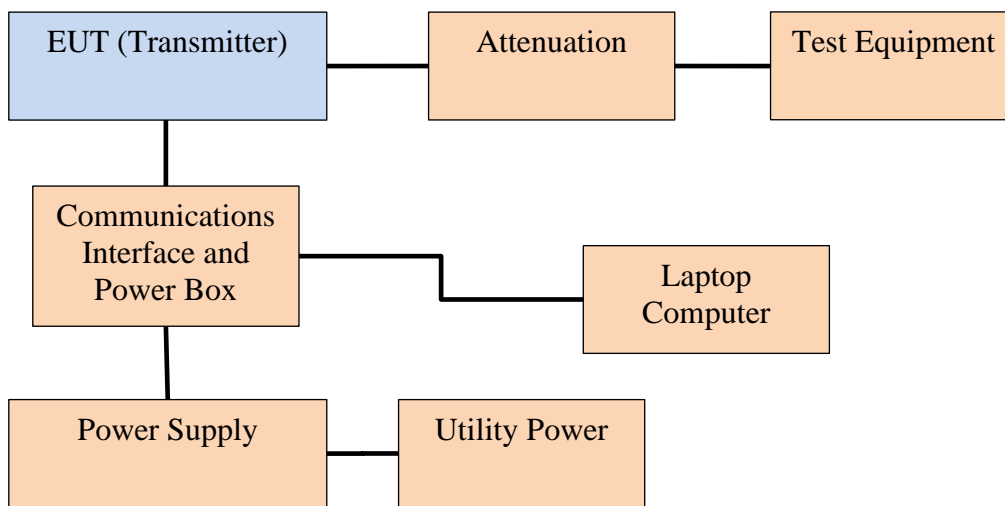 EUT (Transmitter)
Attenuation
Test Equipment
Communications
Interface and
Power Box
Laptop
Computer
Power Supply
Utility Power